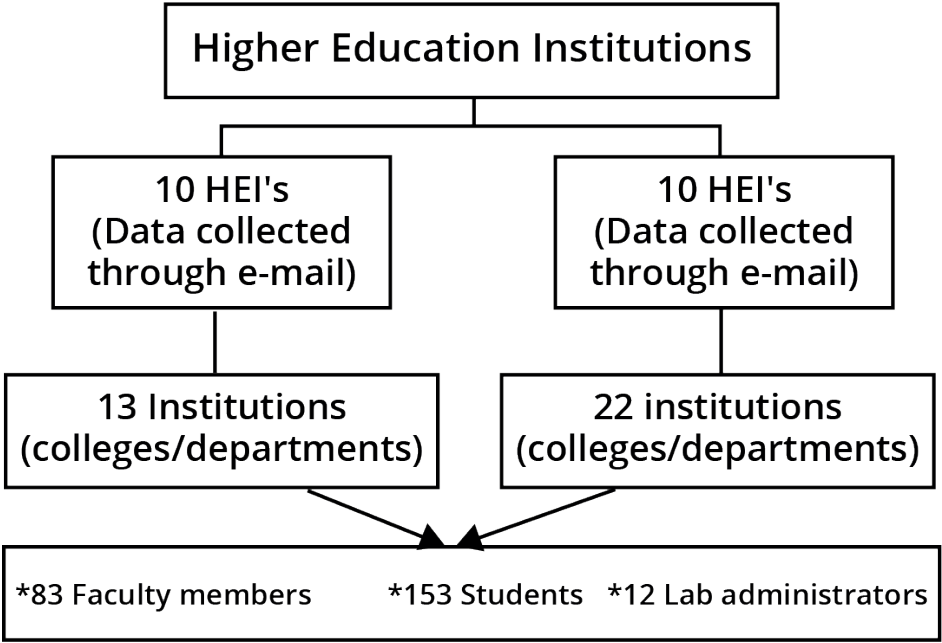 Higher Education Institutions
10 HEI's
(Data collected
through e-mail)
10 HEI's
(Data collected
through e-mail)
13 Institutions
(colleges/departments)
22 institutions
(colleges/departments)
*83 Faculty members *153 Students *12 Lab administrators